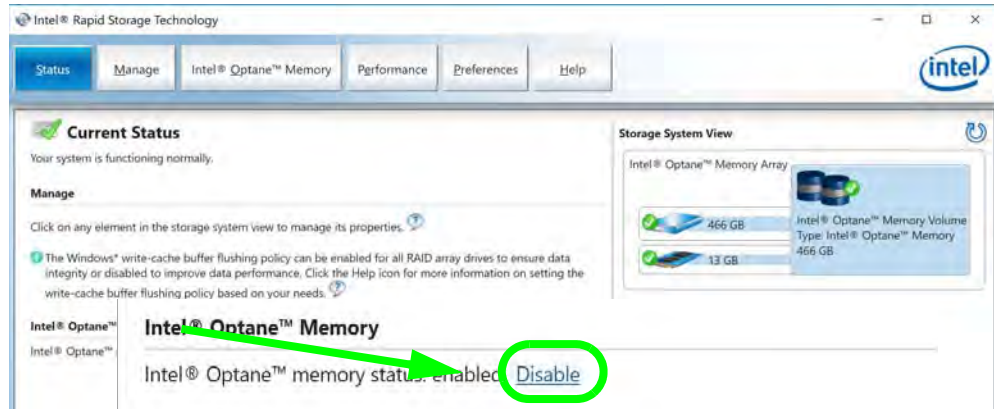 Intel® Rapid Storage Technology
Status
Manage
Intel® Optane™ Memory
Performance
Preferences
Help
intel
Current Status
Your system is functioning normally.
Manage
Click on any element in the storage system view to manage its properties.
The Windows* write-cache buffer flushing policy can be enabled for all RAID array drives to ensure data
integrity or disabled to improve data performance. Click the Help icon for more information on setting the
write-cache buffer flushing policy based on your needs.
Intel® Optane™
Intel® Optane™
Storage System View
Intel® Optane™ Memory Array
466 GB
13 GB
Intel® Optane™ Memory Volume
Type: Intel® Optane™ Memory
466 GB
Intel® Optane™ Memory
Intel® Optane™ memory status: enabled Disable